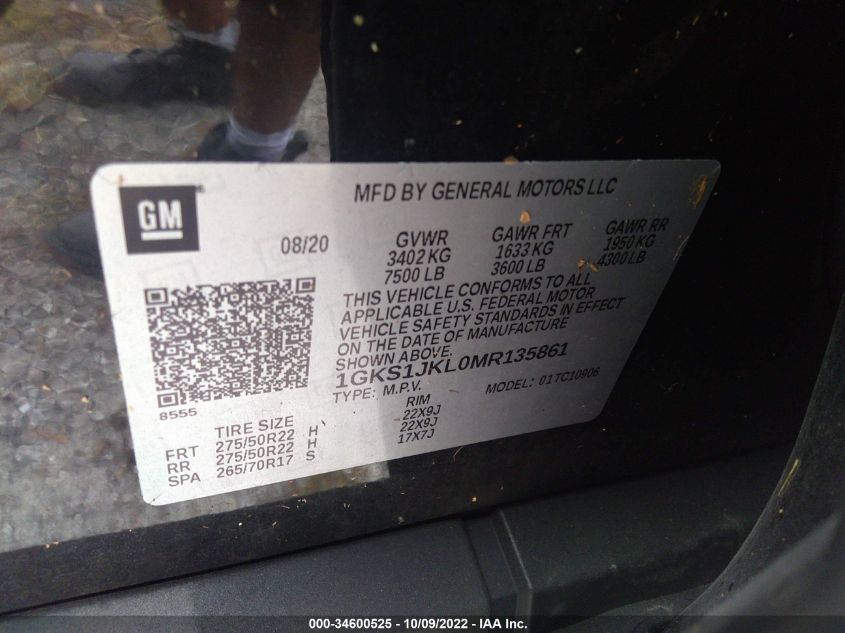 GM
MFD BY GENERAL MOTORS LLC
08/20
GVWR GAWR FRT GAWR RR
3402 KG 1633 KG 1950 KG
7500 LB 3600 LB 4300 LB
THIS VEHICLE CONFORMS TO ALL
APPLICABLE U.S. FEDERAL MOTOR
VEHICLE SAFETY STANDARDS IN EFFECT
ON THE DATE OF MANUFACTURE
SHOWN ABOVE.
1GKS1JKL0MR135861
TYPE: M.P.V. MODEL: 01TC10906
8555
TIRE SIZE RIM
FRT 275/50R22 H 22X9J
RR 275/50R22 H 22X9J
SPA 265/70R17 S 17X7J
000-34600525 - 10/09/2022 - IAA Inc.